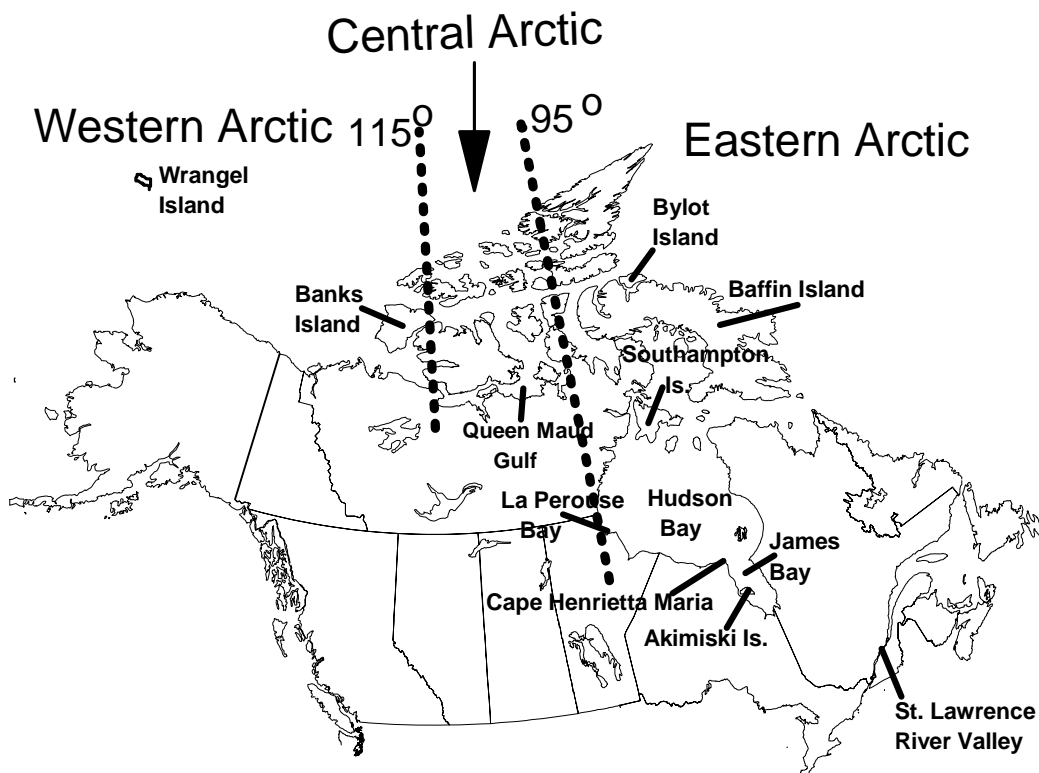 Central Arctic
Western Arctic
115°
95°
Eastern Arctic
Wrangel
Island
Bylot
Island
Banks
Island
Baffin Island
Southampton
Is.
Queen Maud
Gulf
La Perouse
Bay
Hudson
Bay
James
Bay
Cape Henrietta Maria
Akimiski Is.
St. Lawrence
River Valley